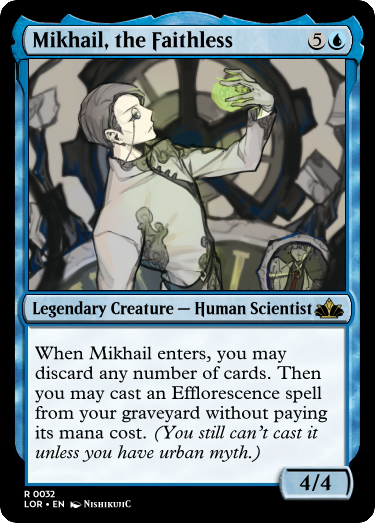 Mikhail, the Faithless 5
Legendary Creature — Human Scientist
When Mikhail enters, you may
discard any number of cards. Then
you may cast an Efflorescence spell
from your graveyard without paying
its mana cost. (You still can't cast it
unless you have urban myth.)
4/4
R 0032
LOR • EN NishikujiC